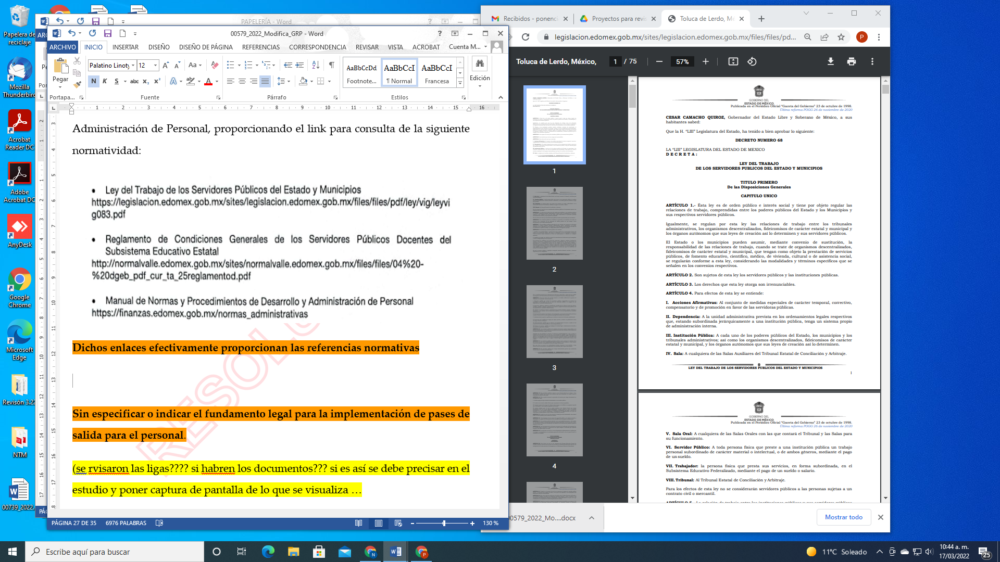 Papelera de
reciclaje
Mozilla
Thunderbird
Acrobat
Reader DC
Adobe
Acrobat DC
AnyDesk
Google
Chrome
Microsoft
Edge
Revisón 3.22
NTM
00739_2022.
PAPELERÍA - Word
00579_2022_Modifica_GRP - Word
ARCHIVO INICIO INSERTAR DISEÑO DISEÑO DE PÁGINA REFERENCIAS CORRESPONDENCIA REVISAR VISTA ACROBAT Cuenta M...
Pegar
Palatino Linoty 12
N K S abc x₂ x²
AaBbCcDd AaBbCcI AaBbCcI
Footnote... ¶ Normal Francesa
Edición
Portapa... Fuente Párrafo Estilos
1 2 3 4 5 6 7 8 9 10 11 12 13 14 15 16
Administración de Personal, proporcionando el link para consulta de la siguiente
normatividad:
• Ley del Trabajo de los Servidores Públicos del Estado y Municipios
https://legislacion.edomex.gob.mx/sites/legislacion.edomex.gob.mx/files/files/pdf/ley/vig/leyvi
g083.pdf
• Reglamento de Condiciones Generales de los Servidores Públicos Docentes del
Subsistema Educativo Estatal
http://normalvalle.edomex.gob.mx/sites/normalvalle.edomex.gob.mx/files/files/04%20-
%20dgeb_pdf_cur_ta_25reglamentod.pdf
• Manual de Normas y Procedimientos de Desarrollo y Administración de Personal
https://finanzas.edomex.gob.mx/normas_administrativas
Dichos enlaces efectivamente proporcionan las referencias normativas
Sin especificar o indicar el fundamento legal para la implementación de pases de
salida para el personal.
(se rvisaron las ligas???? si habren los documentos??? si es así se debe precisar en el
estudio y poner captura de pantalla de lo que se visualiza …
RESOLU
PÁGINA 27 DE 35 6976 PALABRAS 130 %
Recibidos - ponenci Proyectos para revi Toluca de Lerdo, Mé
legislacion.edomex.gob.mx/sites/legislacion.edomex.gob.mx/files/files/pd... P
Toluca de Lerdo, México, 1 / 75 57%
1
2
3
4
GOBIERNO DEL
ESTADO DE MÉXICO
Publicada en el Periódico Oficial "Gaceta del Gobierno" 23 de octubre de 1998.
Última reforma POGG 26 de noviembre de 2020
CESAR CAMACHO QUIROZ, Gobernador del Estado Libre y Soberano de México, a sus
habitantes sabed:
Que la H. "LIII" Legislatura del Estado, ha tenido a bien aprobar lo siguiente:
DECRETO NUMERO 68
LA "LIII" LEGISLATURA DEL ESTADO DE MEXICO
D E C R E T A :
LEY DEL TRABAJO
DE LOS SERVIDORES PUBLICOS DEL ESTADO Y MUNICIPIOS
TITULO PRIMERO
De las Disposiciones Generales
CAPITULO UNICO
ARTÍCULO 1.- Ésta ley es de orden público e interés social y tiene por objeto regular las
relaciones de trabajo, comprendidas entre los poderes públicos del Estado y los Municipios y
sus respectivos servidores públicos.
Igualmente, se regulan por esta ley las relaciones de trabajo entre los tribunales
administrativos, los organismos descentralizados, fideicomisos de carácter estatal y municipal y
los órganos autónomos que sus leyes de creación así lo determinen y sus servidores públicos.
El Estado o los municipios pueden asumir, mediante convenio de sustitución, la
responsabilidad de las relaciones de trabajo, cuando se trate de organismos descentralizados,
fideicomisos de carácter estatal y municipal, que tengan como objeto la prestación de servicios
públicos, de fomento educativo, científico, médico, de vivienda, cultural o de asistencia social,
se regularán conforme a esta ley, considerando las modalidades y términos específicos que se
señalen en los convenios respectivos.
ARTÍCULO 2. Son sujetos de esta ley los servidores públicos y las instituciones públicas.
ARTÍCULO 3. Los derechos que esta ley otorga son irrenunciables.
ARTÍCULO 4. Para efectos de esta ley se entiende:
I. Acciones Afirmativas: Al conjunto de medidas especiales de carácter temporal, correctivo,
compensatorio y de promoción en favor de las servidoras públicas.
II. Dependencia: A la unidad administrativa prevista en los ordenamientos legales respectivos
que, estando subordinada jerárquicamente a una institución pública, tenga un sistema propio
de administración interna.
III. Institución Pública: A cada uno de los poderes públicos del Estado, los municipios y los
tribunales administrativos; así como los organismos descentralizados, fideicomisos de carácter
estatal y municipal, y los órganos autónomos que sus leyes de creación así lo determinen.
IV. Sala: A cualquiera de las Salas Auxiliares del Tribunal Estatal de Conciliación y Arbitraje.
LEY DEL TRABAJO DE LOS SERVIDORES PUBLICOS DEL ESTADO Y MUNICIPIOS
1
GOBIERNO DEL
ESTADO DE MÉXICO
Publicada en el Periódico Oficial "Gaceta del Gobierno" 23 de octubre de 1998.
Última reforma POGG 26 de noviembre de 2020
V. Sala Oral: A cualquiera de las Salas Orales con las que contará el Tribunal y las Salas para
su funcionamiento.
VI. Servidor Público: A toda persona física que preste a una institución pública un trabajo
personal subordinado de carácter material o intelectual, o de ambos géneros, mediante el pago
de un sueldo.
VII. Trabajador: la persona física que presta sus servicios, en forma subordinada, en el
Subsistema Educativo Federalizado, mediante el pago de un sueldo o salario.
VIII. Tribunal: Al Tribunal Estatal de Conciliación y Arbitraje.
Para los efectos de esta ley no se considerarán servidores públicos a las personas sujetas a un
contrato civil o mercantil.
00579_2022_Mo....docx
Mostrar todo
Escribe aquí para buscar
11°C Soleado
10:44 a. m.
17/03/2022
25